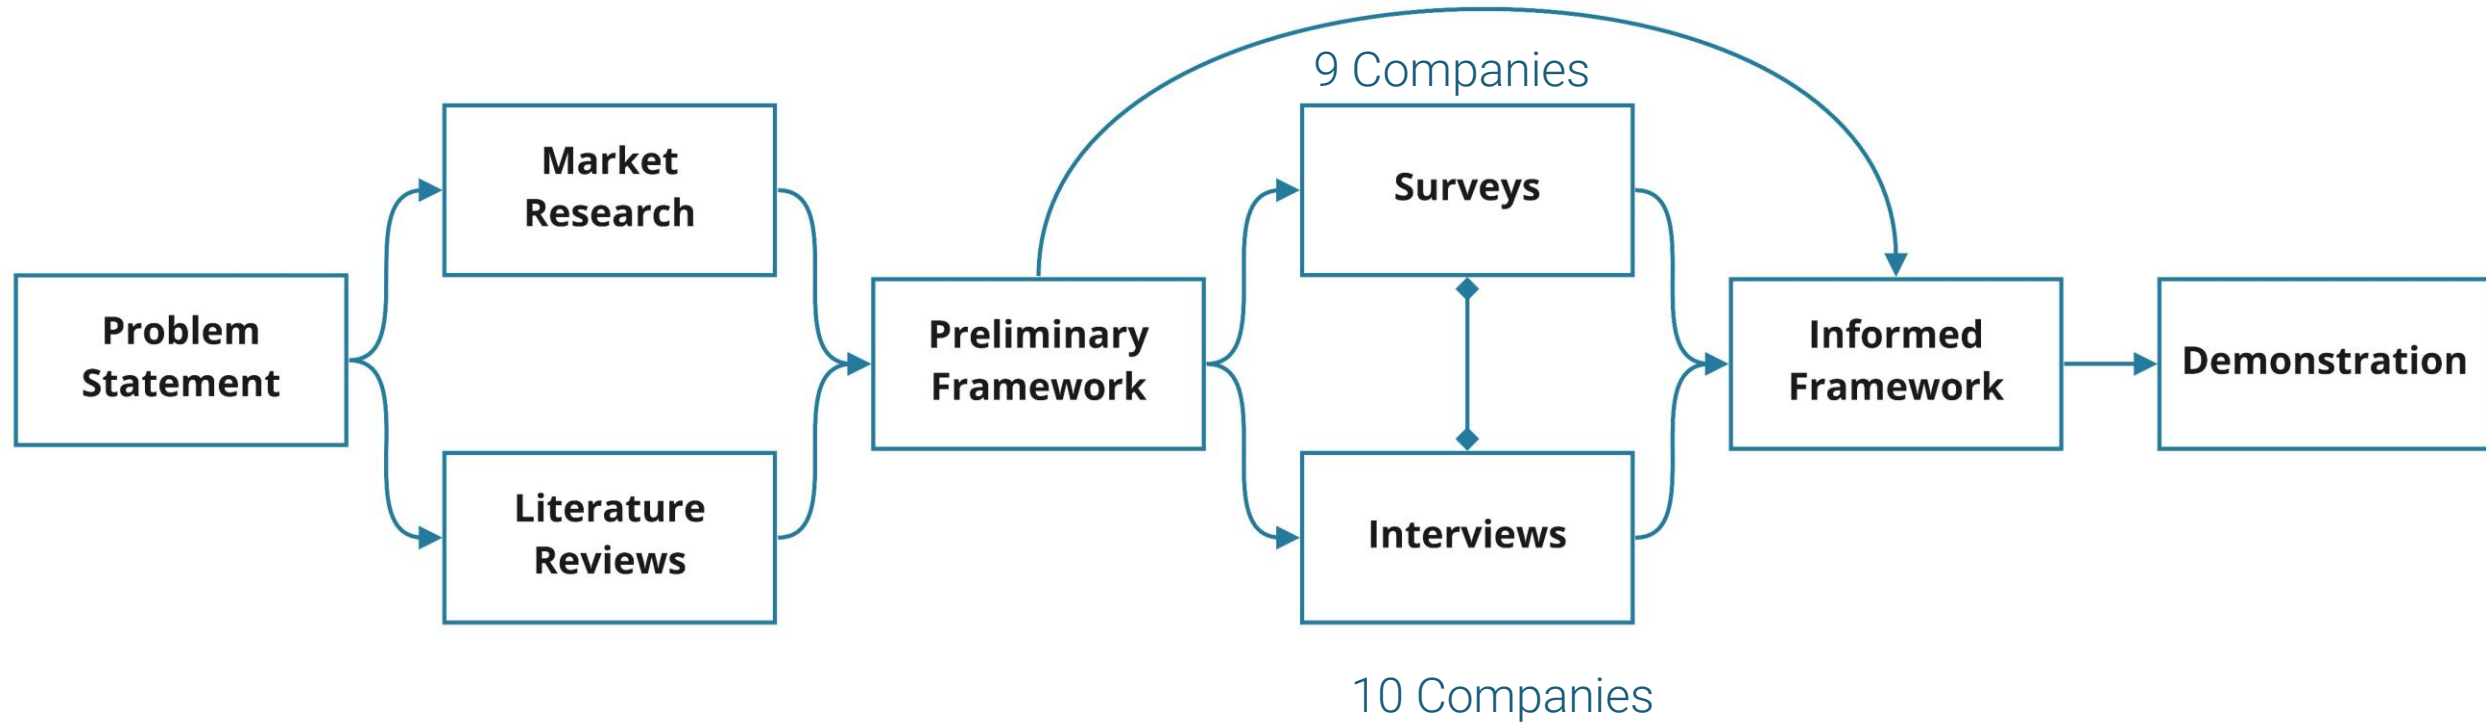 9 Companies
Market
Research
Surveys
Problem
Statement
Preliminary
Framework
Informed
Framework
Demonstration
Literature
Reviews
Interviews
10 Companies